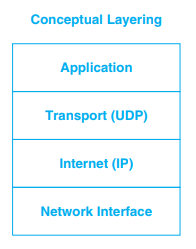 Conceptual Layering
Application
Transport (UDP)
Internet (IP)
Network Interface